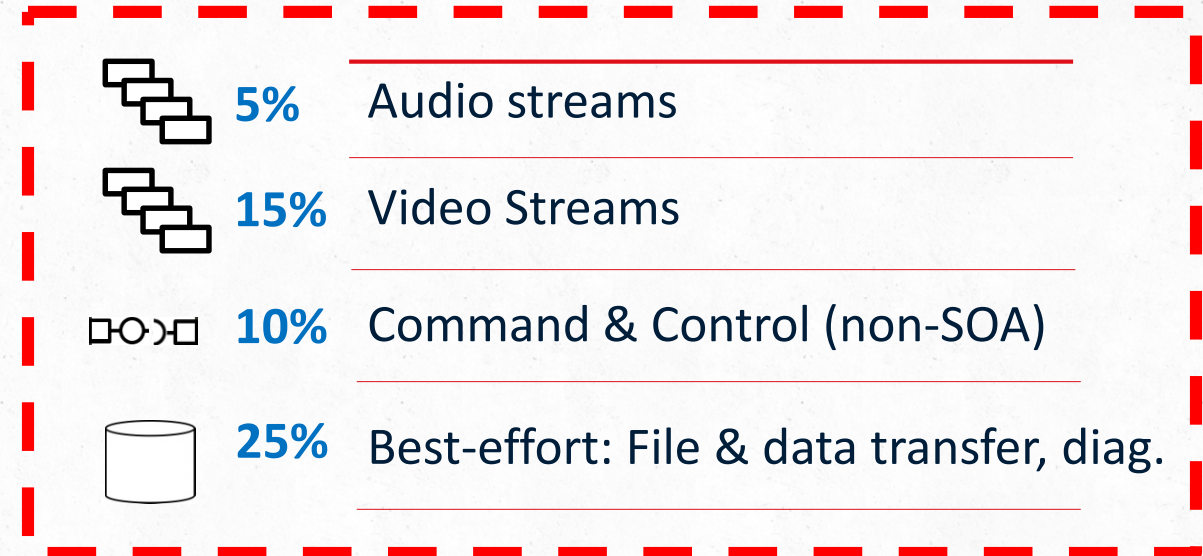 5% Audio streams
15% Video Streams
10% Command & Control (non-SOA)
25% Best-effort: File & data transfer, diag.